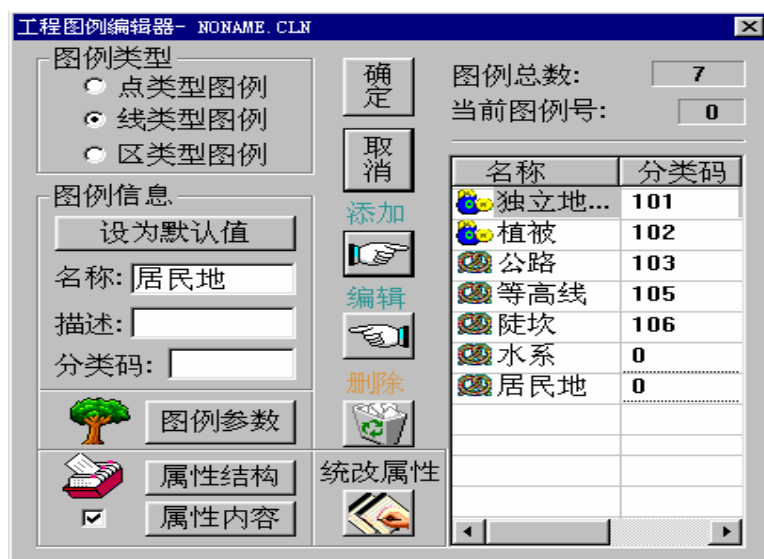 工程图例编辑器- NONAME.CLN
图例类型
点类型图例
线类型图例
区类型图例
图例信息
设为默认值
名称: 居民地
描述:
分类码:
图例参数
属性结构
属性内容
确定
取消
添加
编辑
删除
统改属性
图例总数: 7
当前图例号: 0
名称 分类码
独立地... 101
植被 102
公路 103
等高线 105
陡坎 106
水系 0
居民地 0